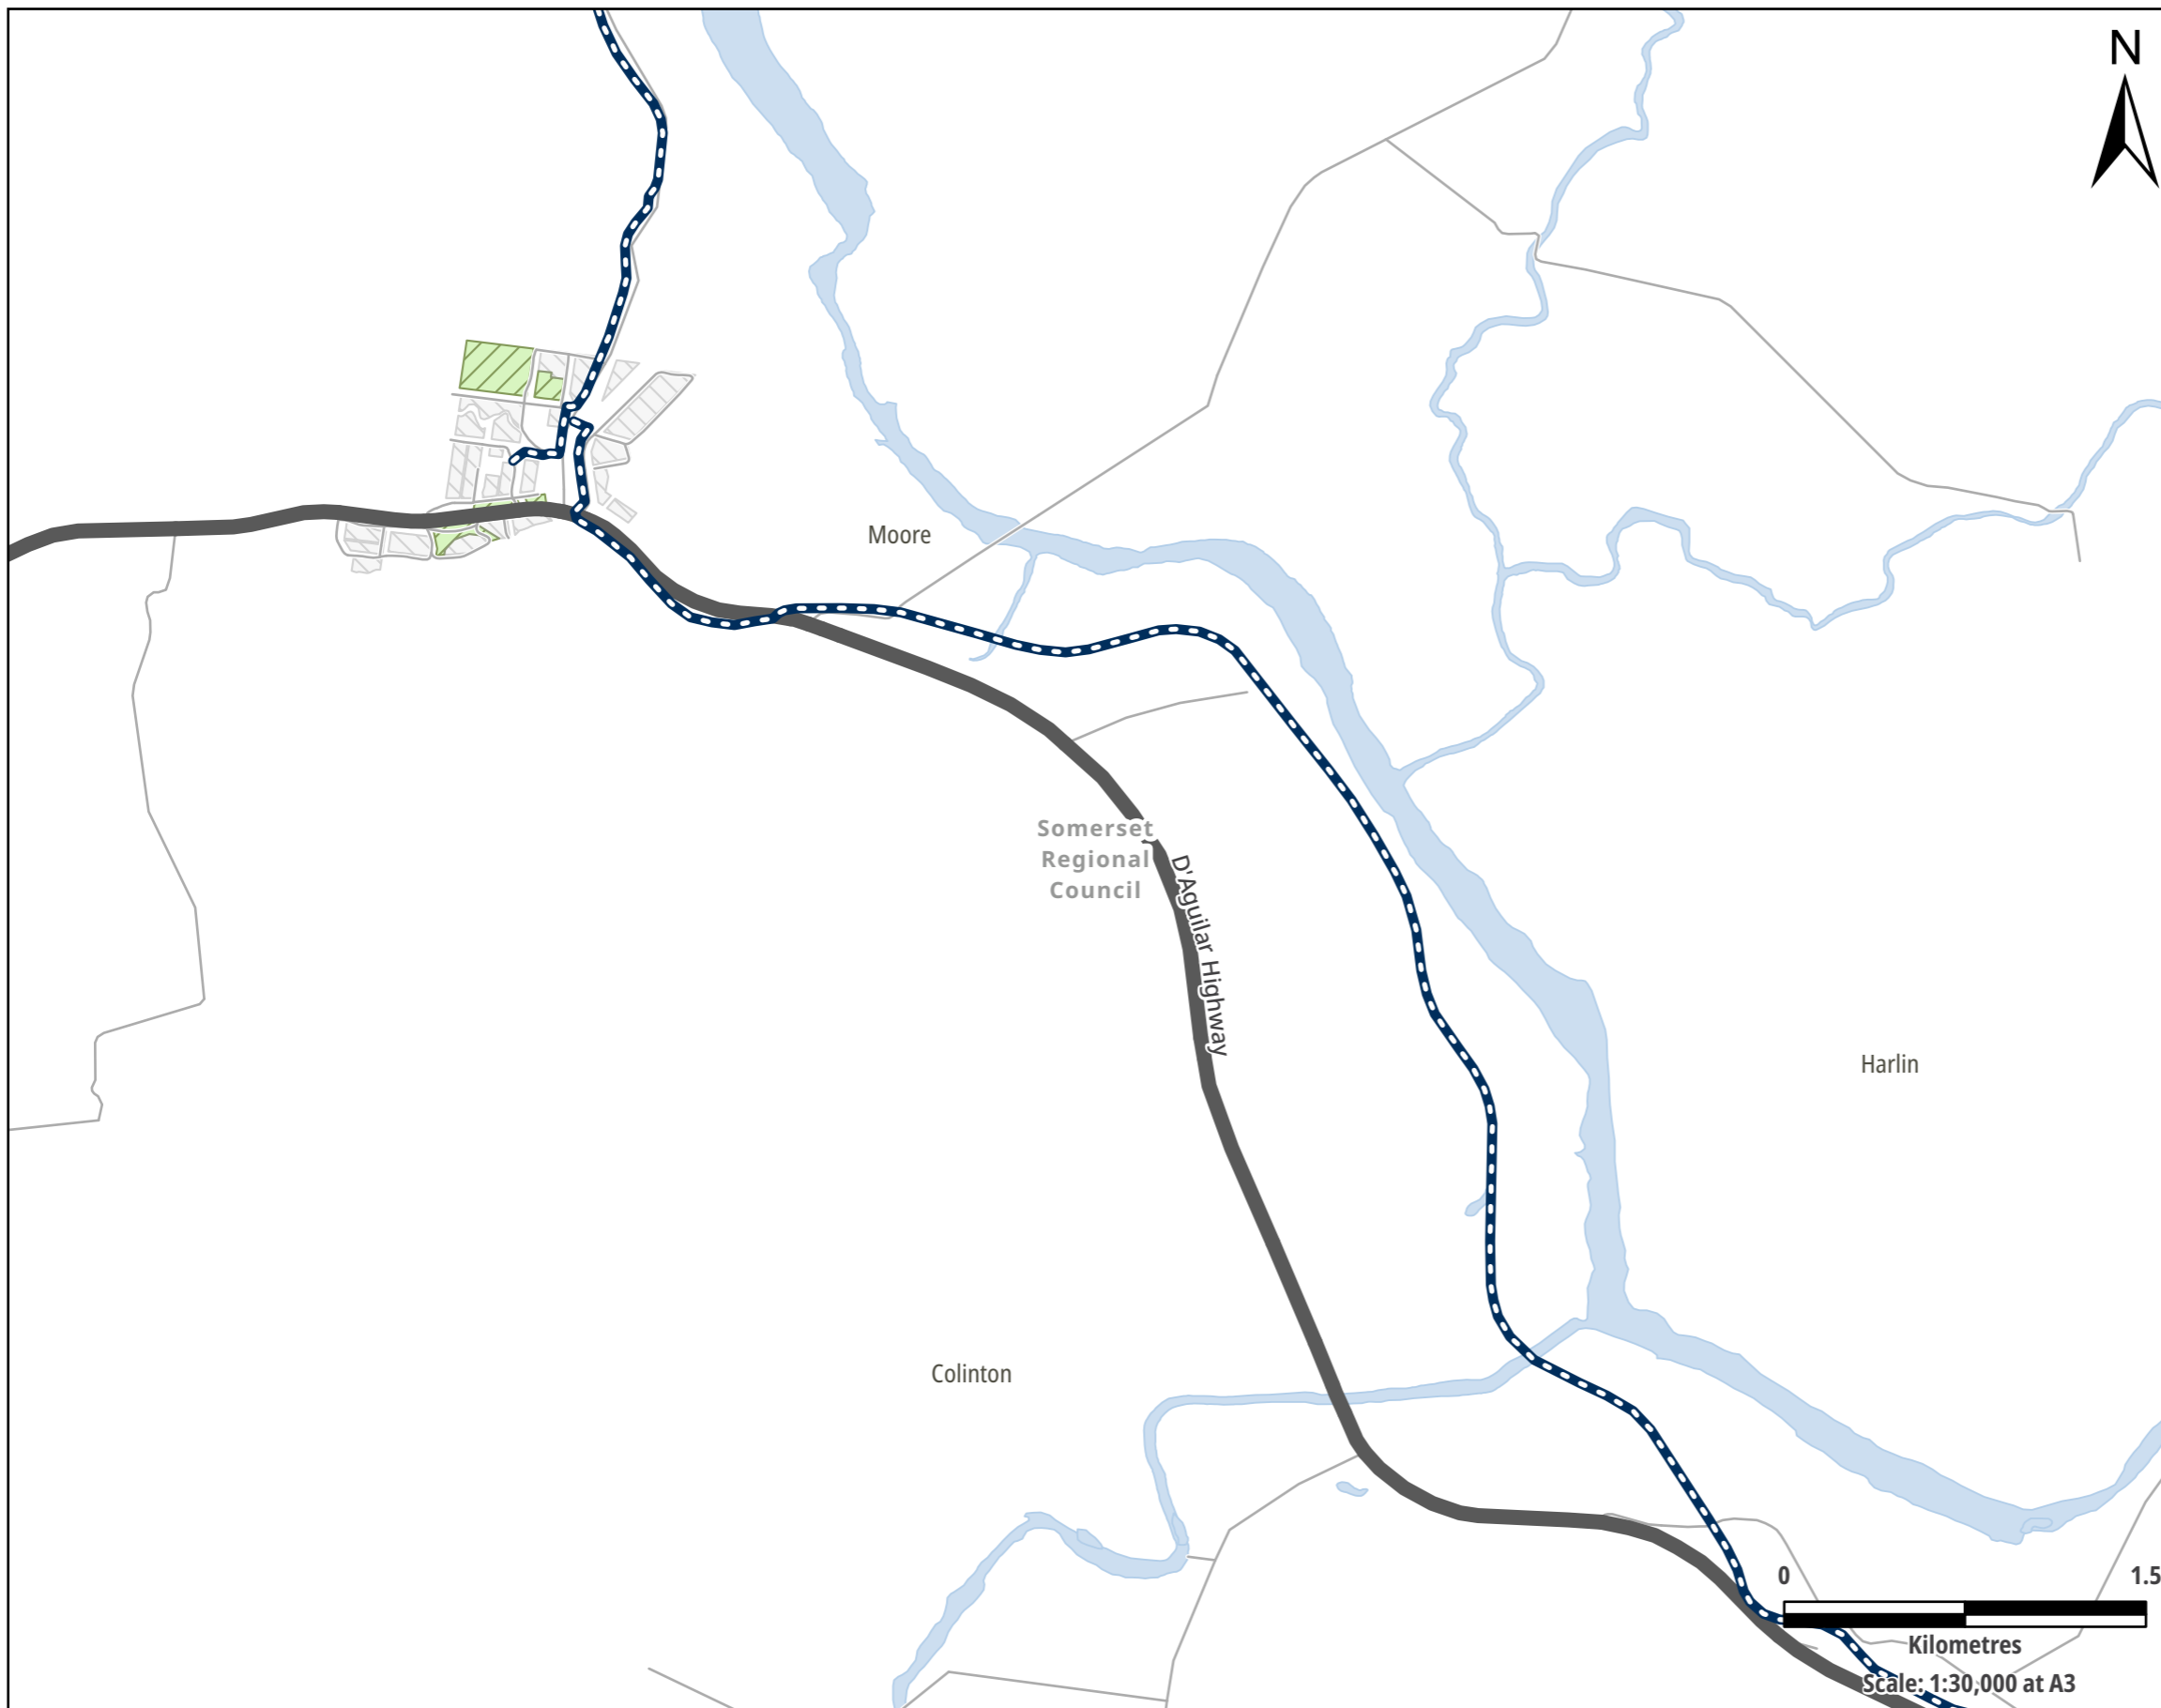 N
Moore
Somerset
Regional
Council
D'Aguilar Highway
Harlin
Colinton
0 1.5
Kilometres
Scale: 1:30,000 at A3